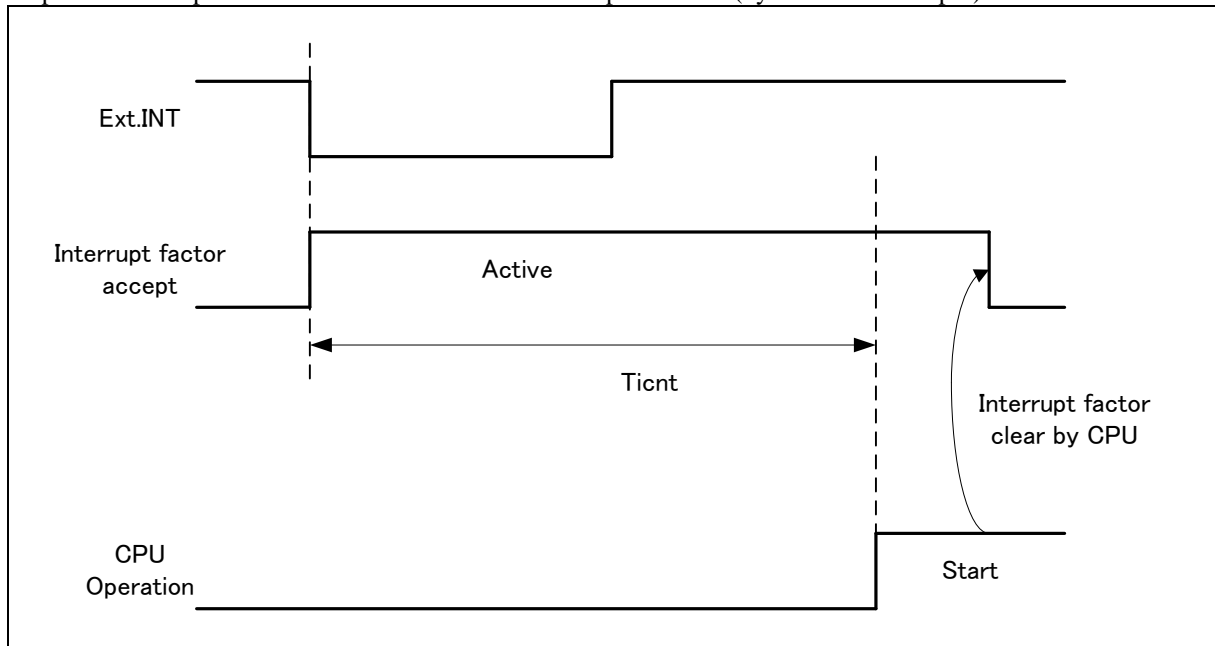 Ext.INT
Interrupt factor
accept
Active
Ticnt
Interrupt factor
clear by CPU
CPU
Operation
Start